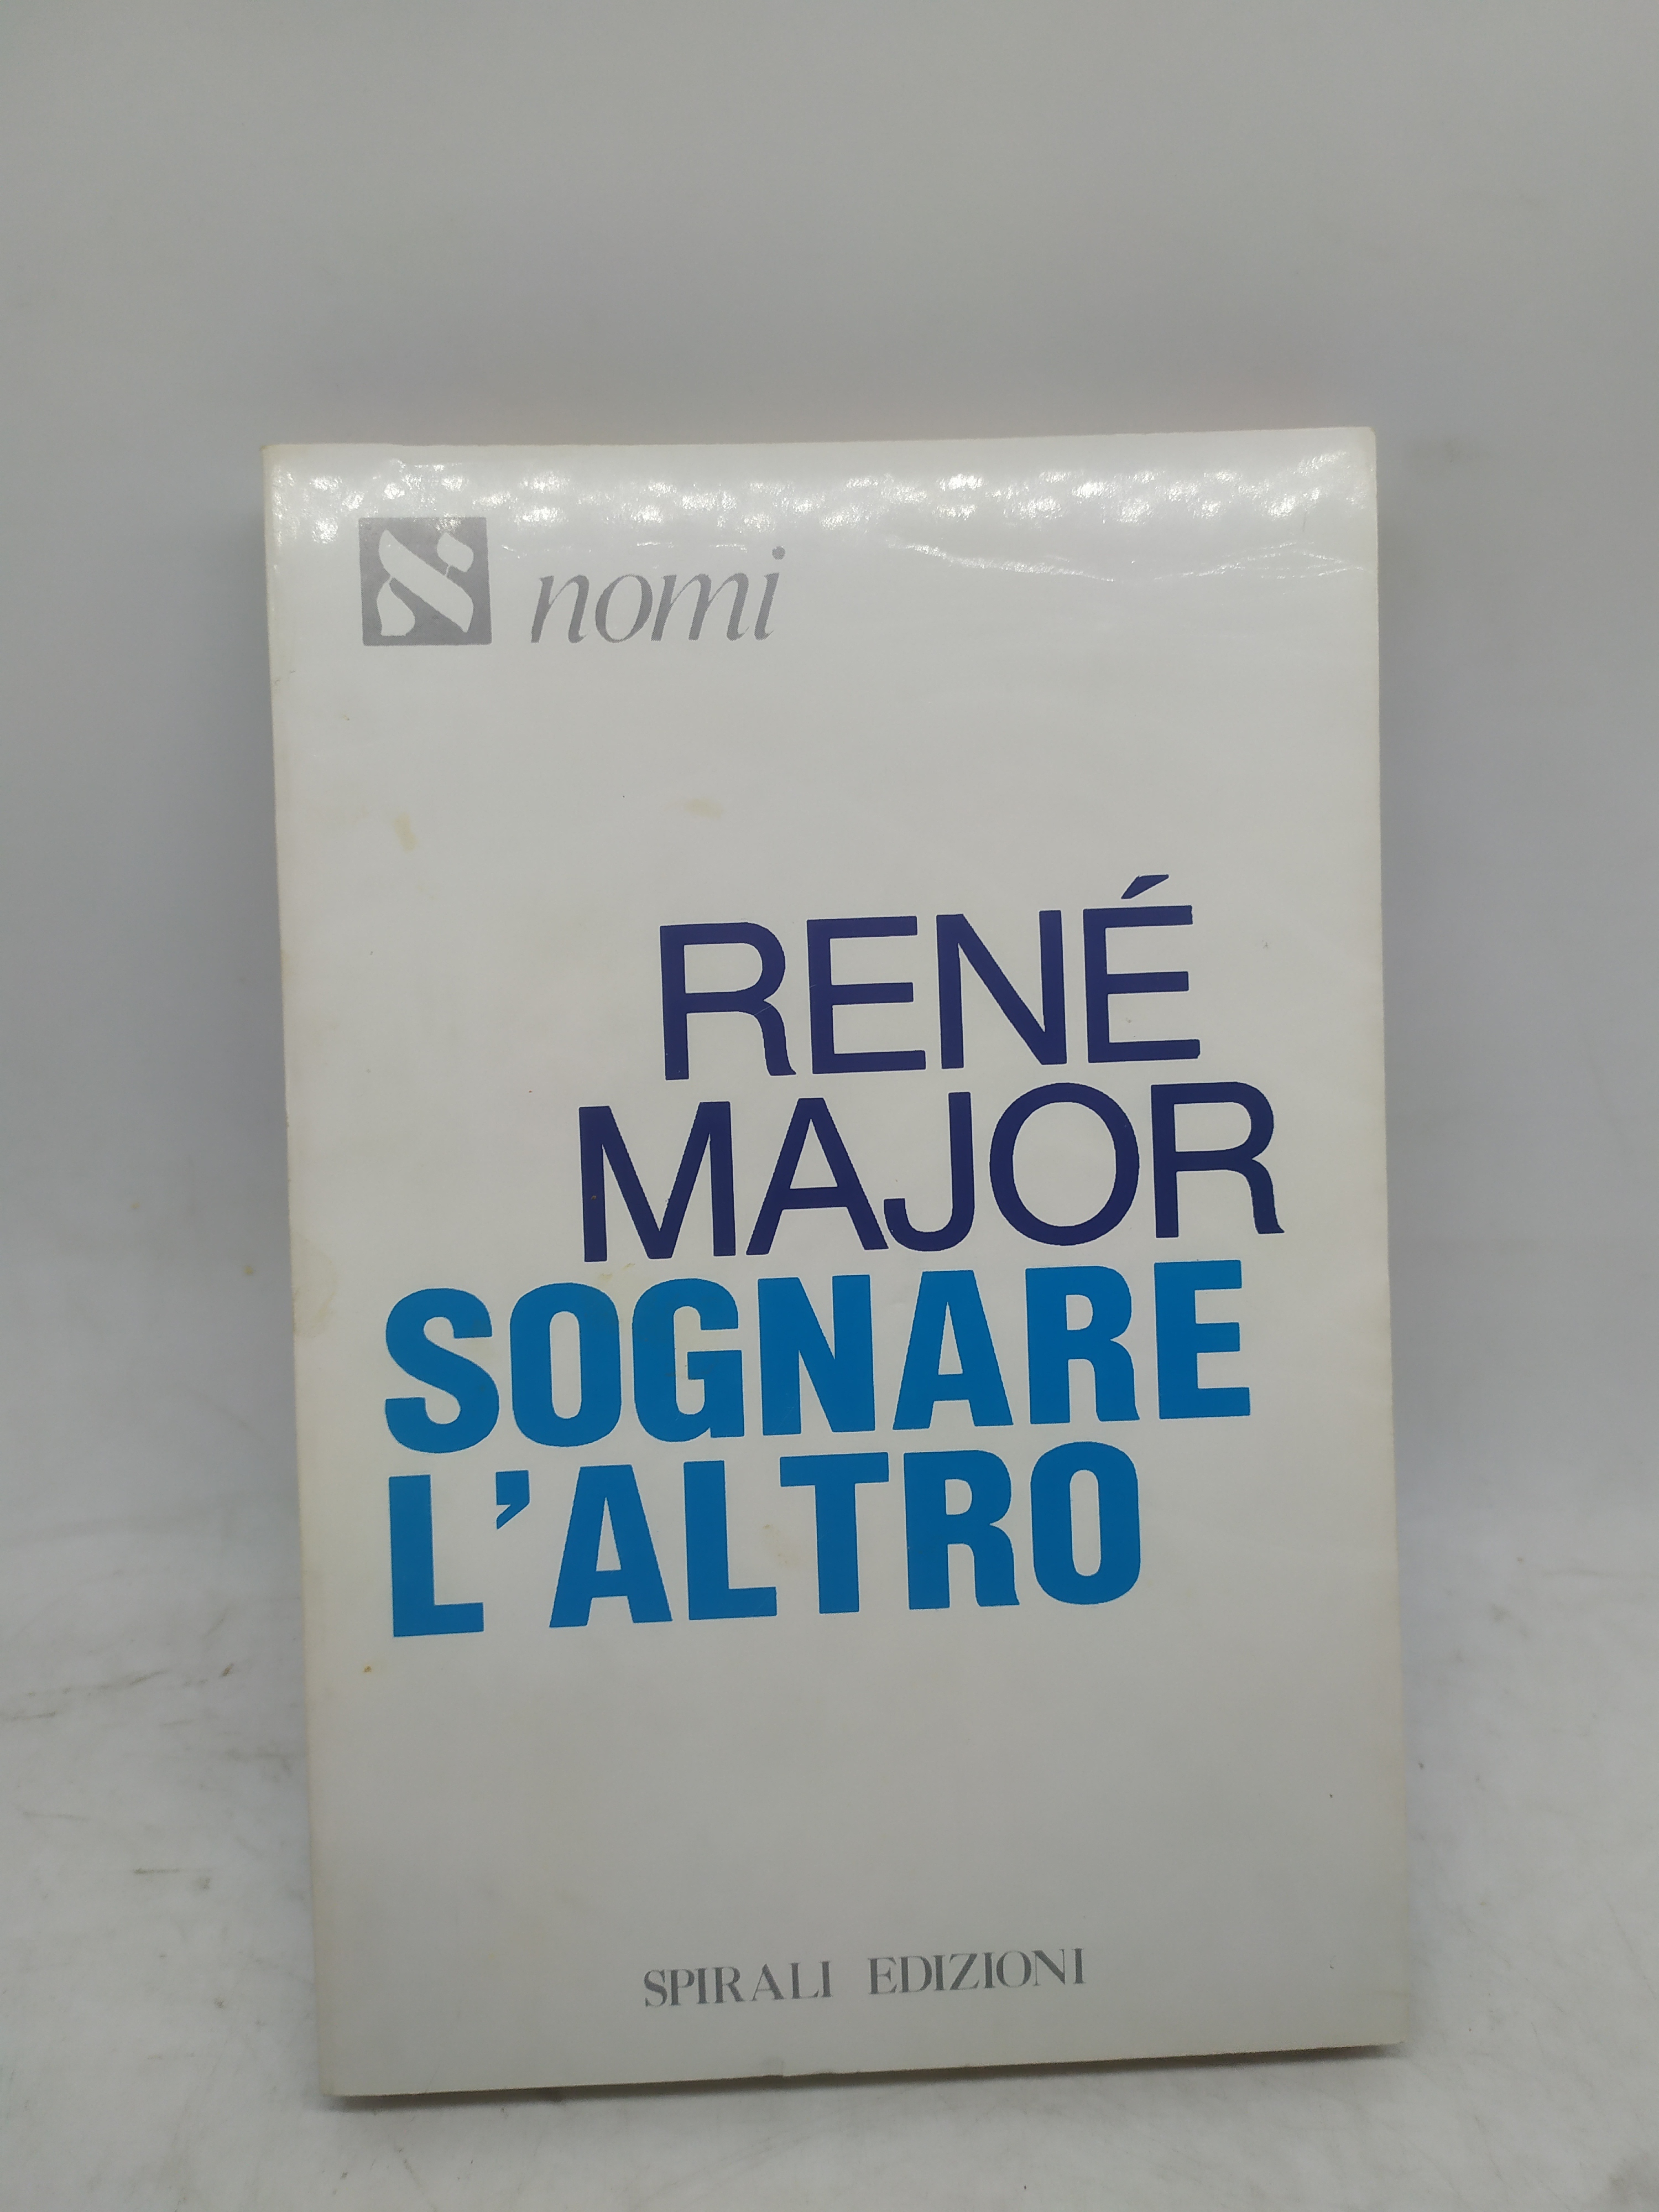 א nomi
RENÉ
MAJOR
SOGNARE
L'ALTRO
SPIRALI EDIZIONI